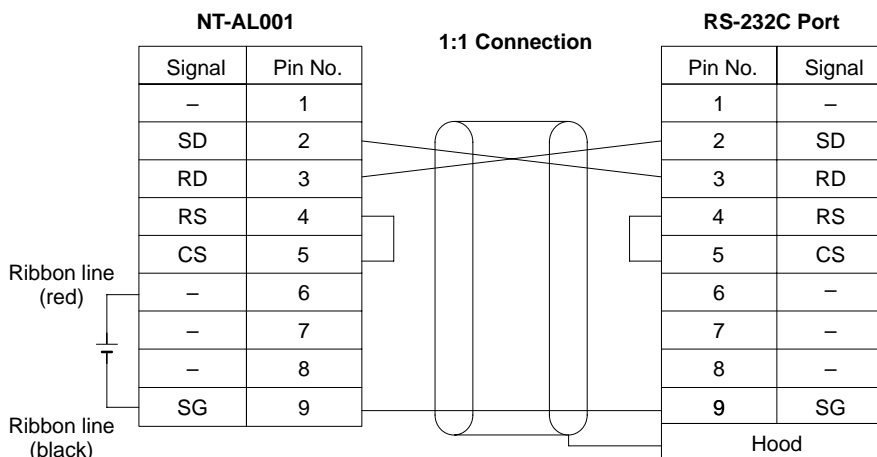 NT-AL001
1:1 Connection
RS-232C Port
Signal Pin No.
– 1
SD 2
RD 3
RS 4
CS 5
– 6
– 7
– 8
SG 9
Ribbon line
(red)
Ribbon line
(black)
Pin No. Signal
1 –
2 SD
3 RD
4 RS
5 CS
6 –
7 –
8 –
9 SG
Hood